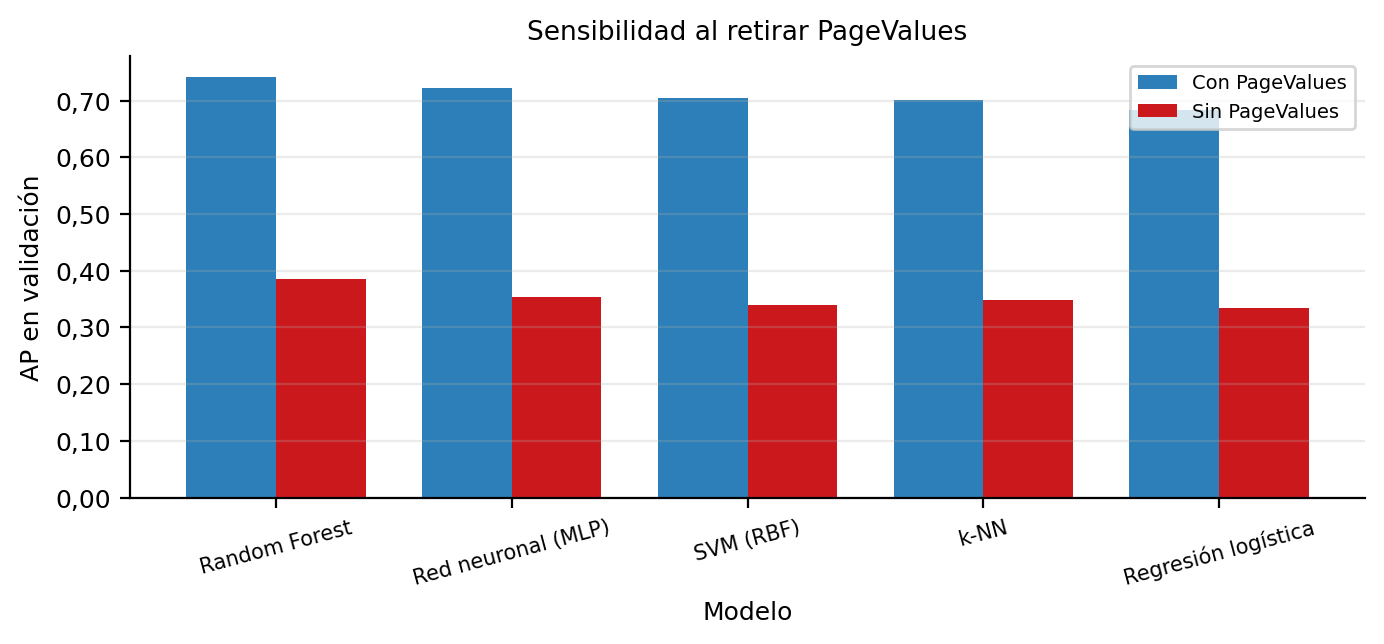 Sensibilidad al retirar PageValues
Con PageValues
Sin PageValues
AP en validación
0,70
0,60
0,50
0,40
0,30
0,20
0,10
0,00
Random Forest
Red neuronal (MLP)
SVM (RBF)
k-NN
Regresión logística
Modelo